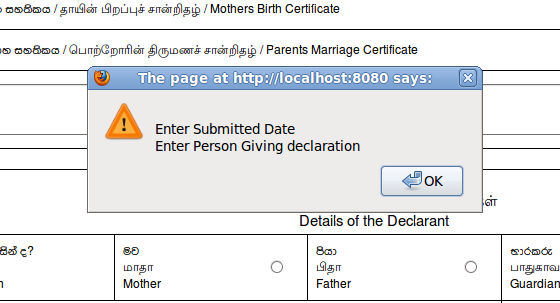 සහතිකය / தாயின் பிறப்புச் சான்றிதழ் / Mothers Birth Certificate
සහතිකය / பெற்றோரின் திருமணச் சான்றிதழ் / Parents Marriage Certificate
The page at http://localhost:8080 says:
Enter Submitted Date
Enter Person Giving declaration
OK
Details of the Declarant
මව
மாதா
Mother
පියා
பிதா
Father
භාරකරු
Guardian